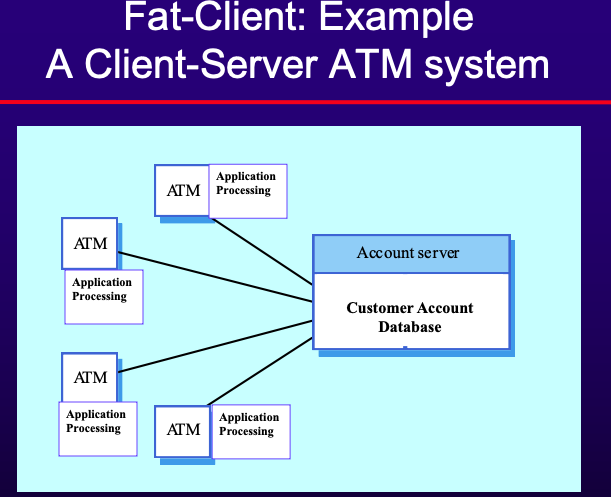 Fat-Client: Example
A Client-Server ATM system
ATM
Application
Processing
ATM
Application
Processing
Account server
Customer Account
Database
ATM
Application
Processing
ATM
Application
Processing